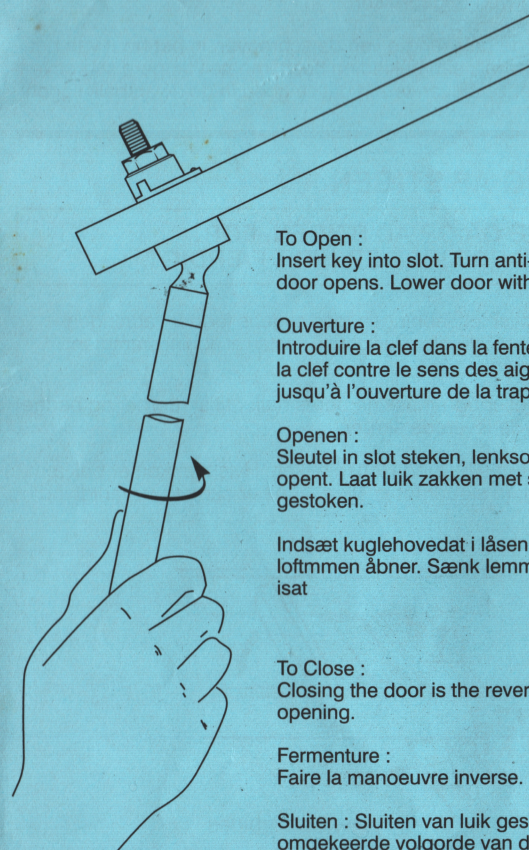 To Open :
Insert key into slot. Turn anti-
door opens. Lower door with
Ouverture :
Introduire la clef dans la fente
la clef contre le sens des aig
jusqu'à l'ouverture de la trap
Openen :
Sleutel in slot steken, lenkso
opent. Laat luik zakken met s
gestoken.
Indsæt kuglehovedat i låsen
loftmmen åbner. Sænk lemm
isat
To Close :
Closing the door is the rever
opening.
Fermenture :
Faire la manoeuvre inverse.
Sluiten : Sluiten van luik ges
omgekeerde volgorde van d